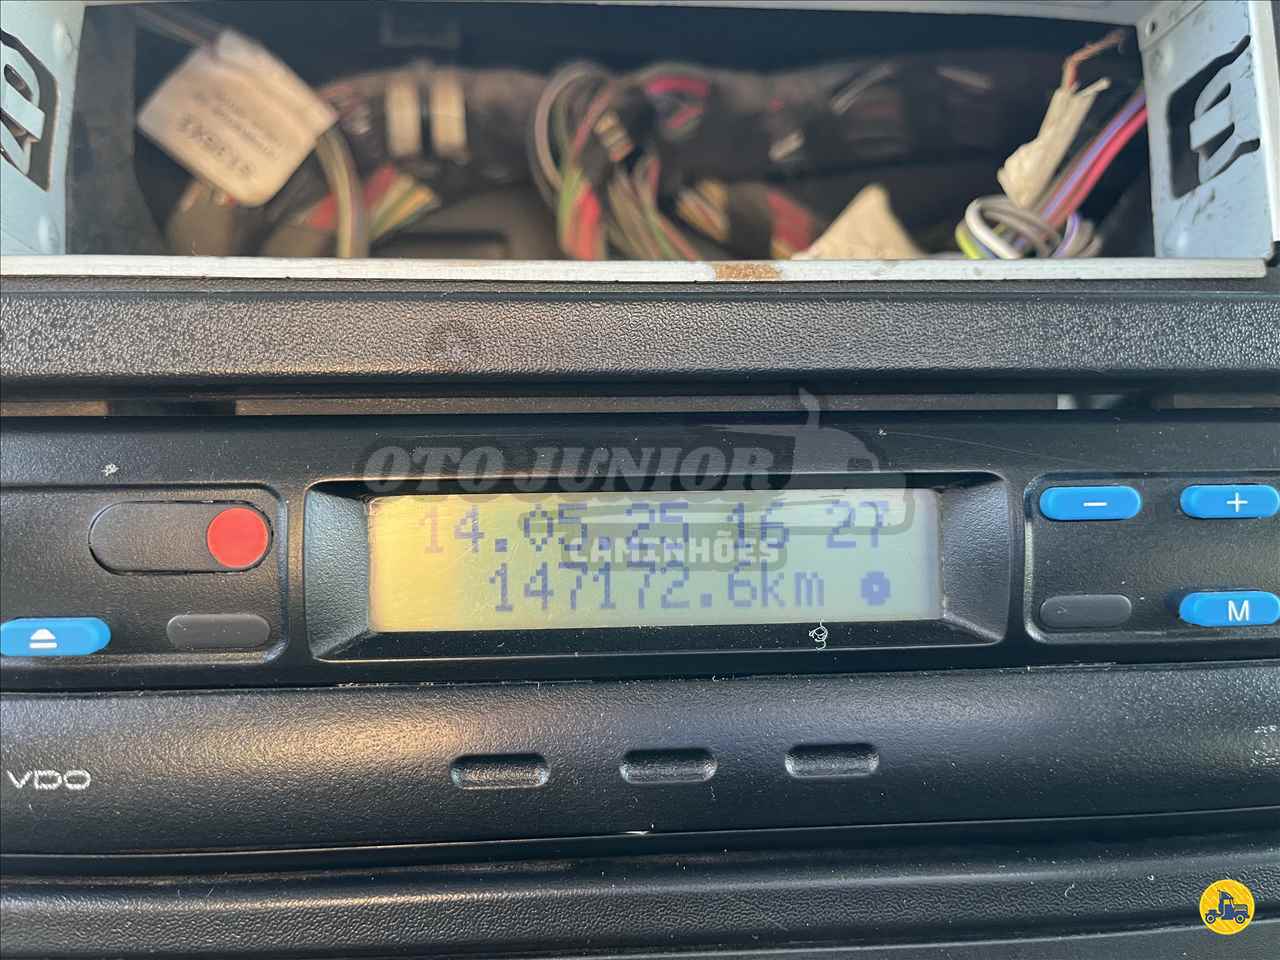 OTO JUNIOR
CAMINHÕES
14.05.25 16 27
147172.6km
-
+
M
VDO